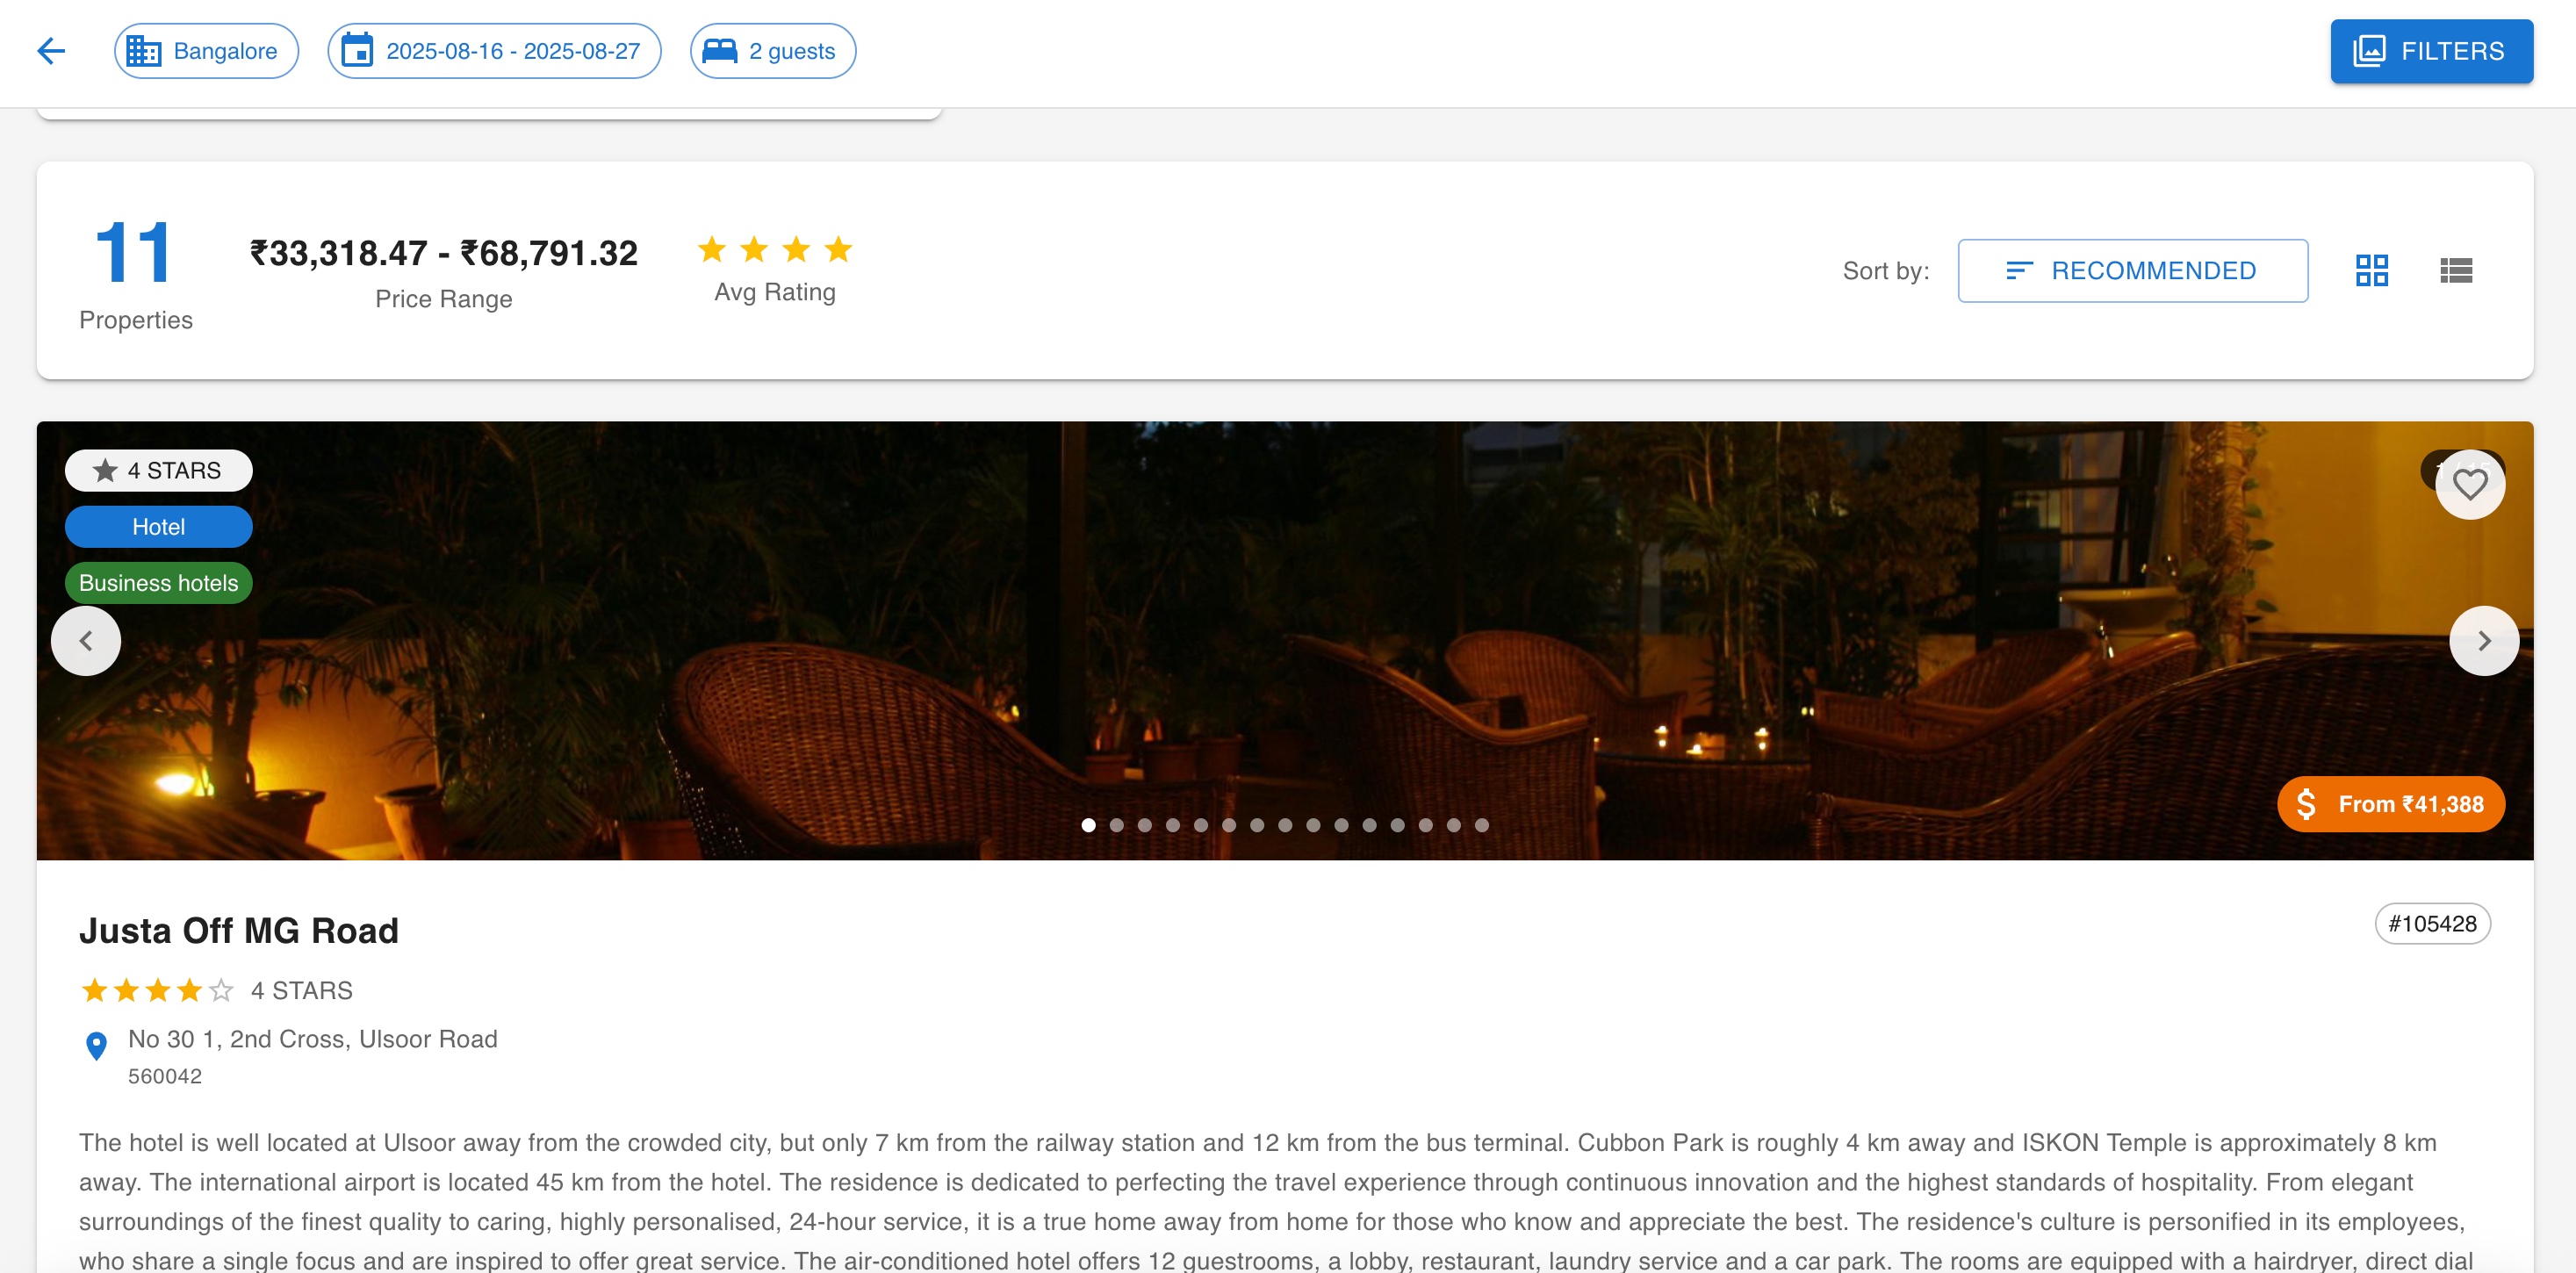 Bangalore
2025-08-16 - 2025-08-27
2 guests
FILTERS
11
Properties
₹33,318.47 - ₹68,791.32
Price Range
Avg Rating
Sort by:
RECOMMENDED
4 STARS
Hotel
Business hotels
From ₹41,388
Justa Off MG Road
#105428
4 STARS
No 30 1, 2nd Cross, Ulsoor Road
560042
The hotel is well located at Ulsoor away from the crowded city, but only 7 km from the railway station and 12 km from the bus terminal. Cubbon Park is roughly 4 km away and ISKON Temple is approximately 8 km
away. The international airport is located 45 km from the hotel. The residence is dedicated to perfecting the travel experience through continuous innovation and the highest standards of hospitality. From elegant
surroundings of the finest quality to caring, highly personalised, 24-hour service, it is a true home away from home for those who know and appreciate the best. The residence's culture is personified in its employees,
who share a single focus and are inspired to offer great service. The air-conditioned hotel offers 12 guestrooms, a lobby, restaurant, laundry service and a car park. The rooms are equipped with a hairdryer, direct dial